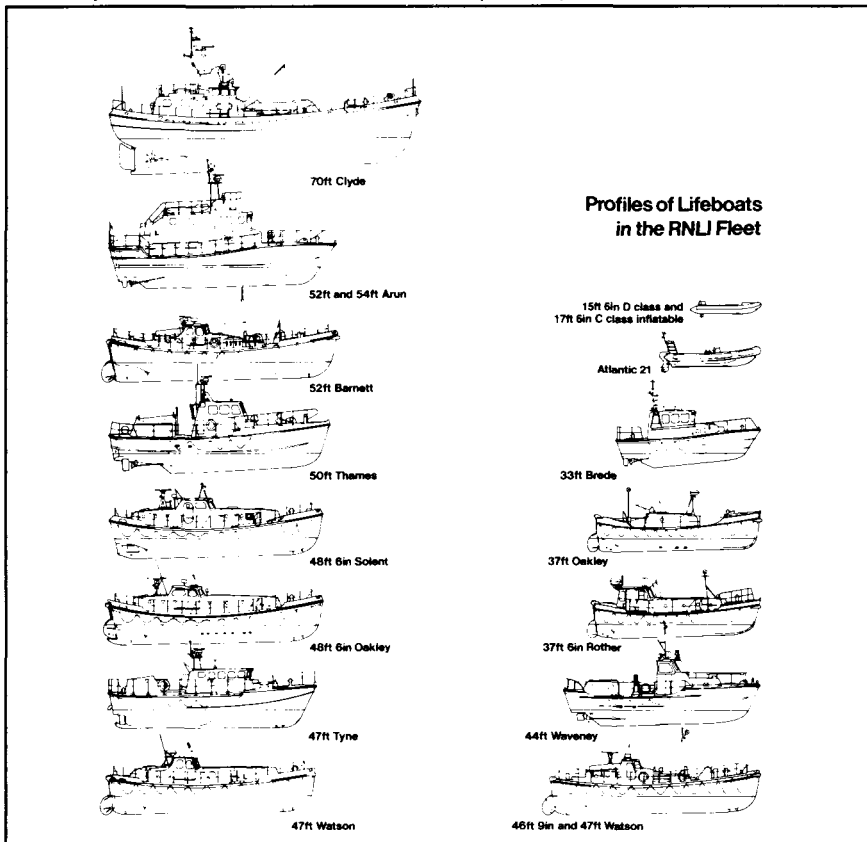 70ft Clyde
52ft and 54ft Arun
52ft Barnett
50ft Thames
48ft 6in Solent
48ft 6in Oakley
47ft Tyne
47ft Watson
Profiles of Lifeboats
in the RNLI Fleet
15ft 6in D class and
17ft 6in C class inflatable
Atlantic 21
33ft Brede
37ft Oakley
37ft 6in Rother
44ft Waveney
46ft 9in and 47ft Watson